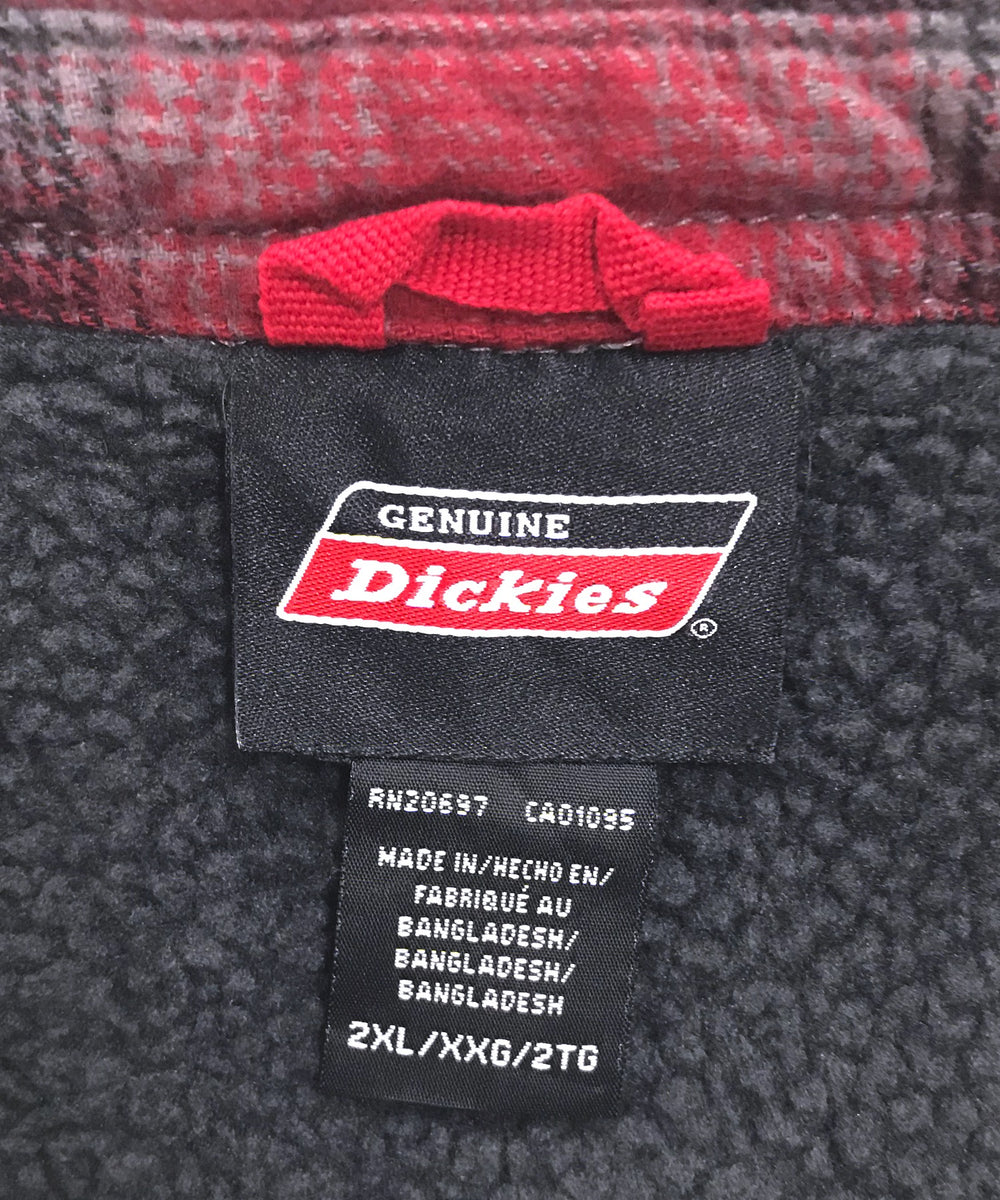 GENUINE
Dickies
®
RN20697 CA01095
MADE IN/HECHO EN/
FABRIQUÉ AU
BANGLADESH/
BANGLADESH/
BANGLADESH
2XL/XXG/2TG